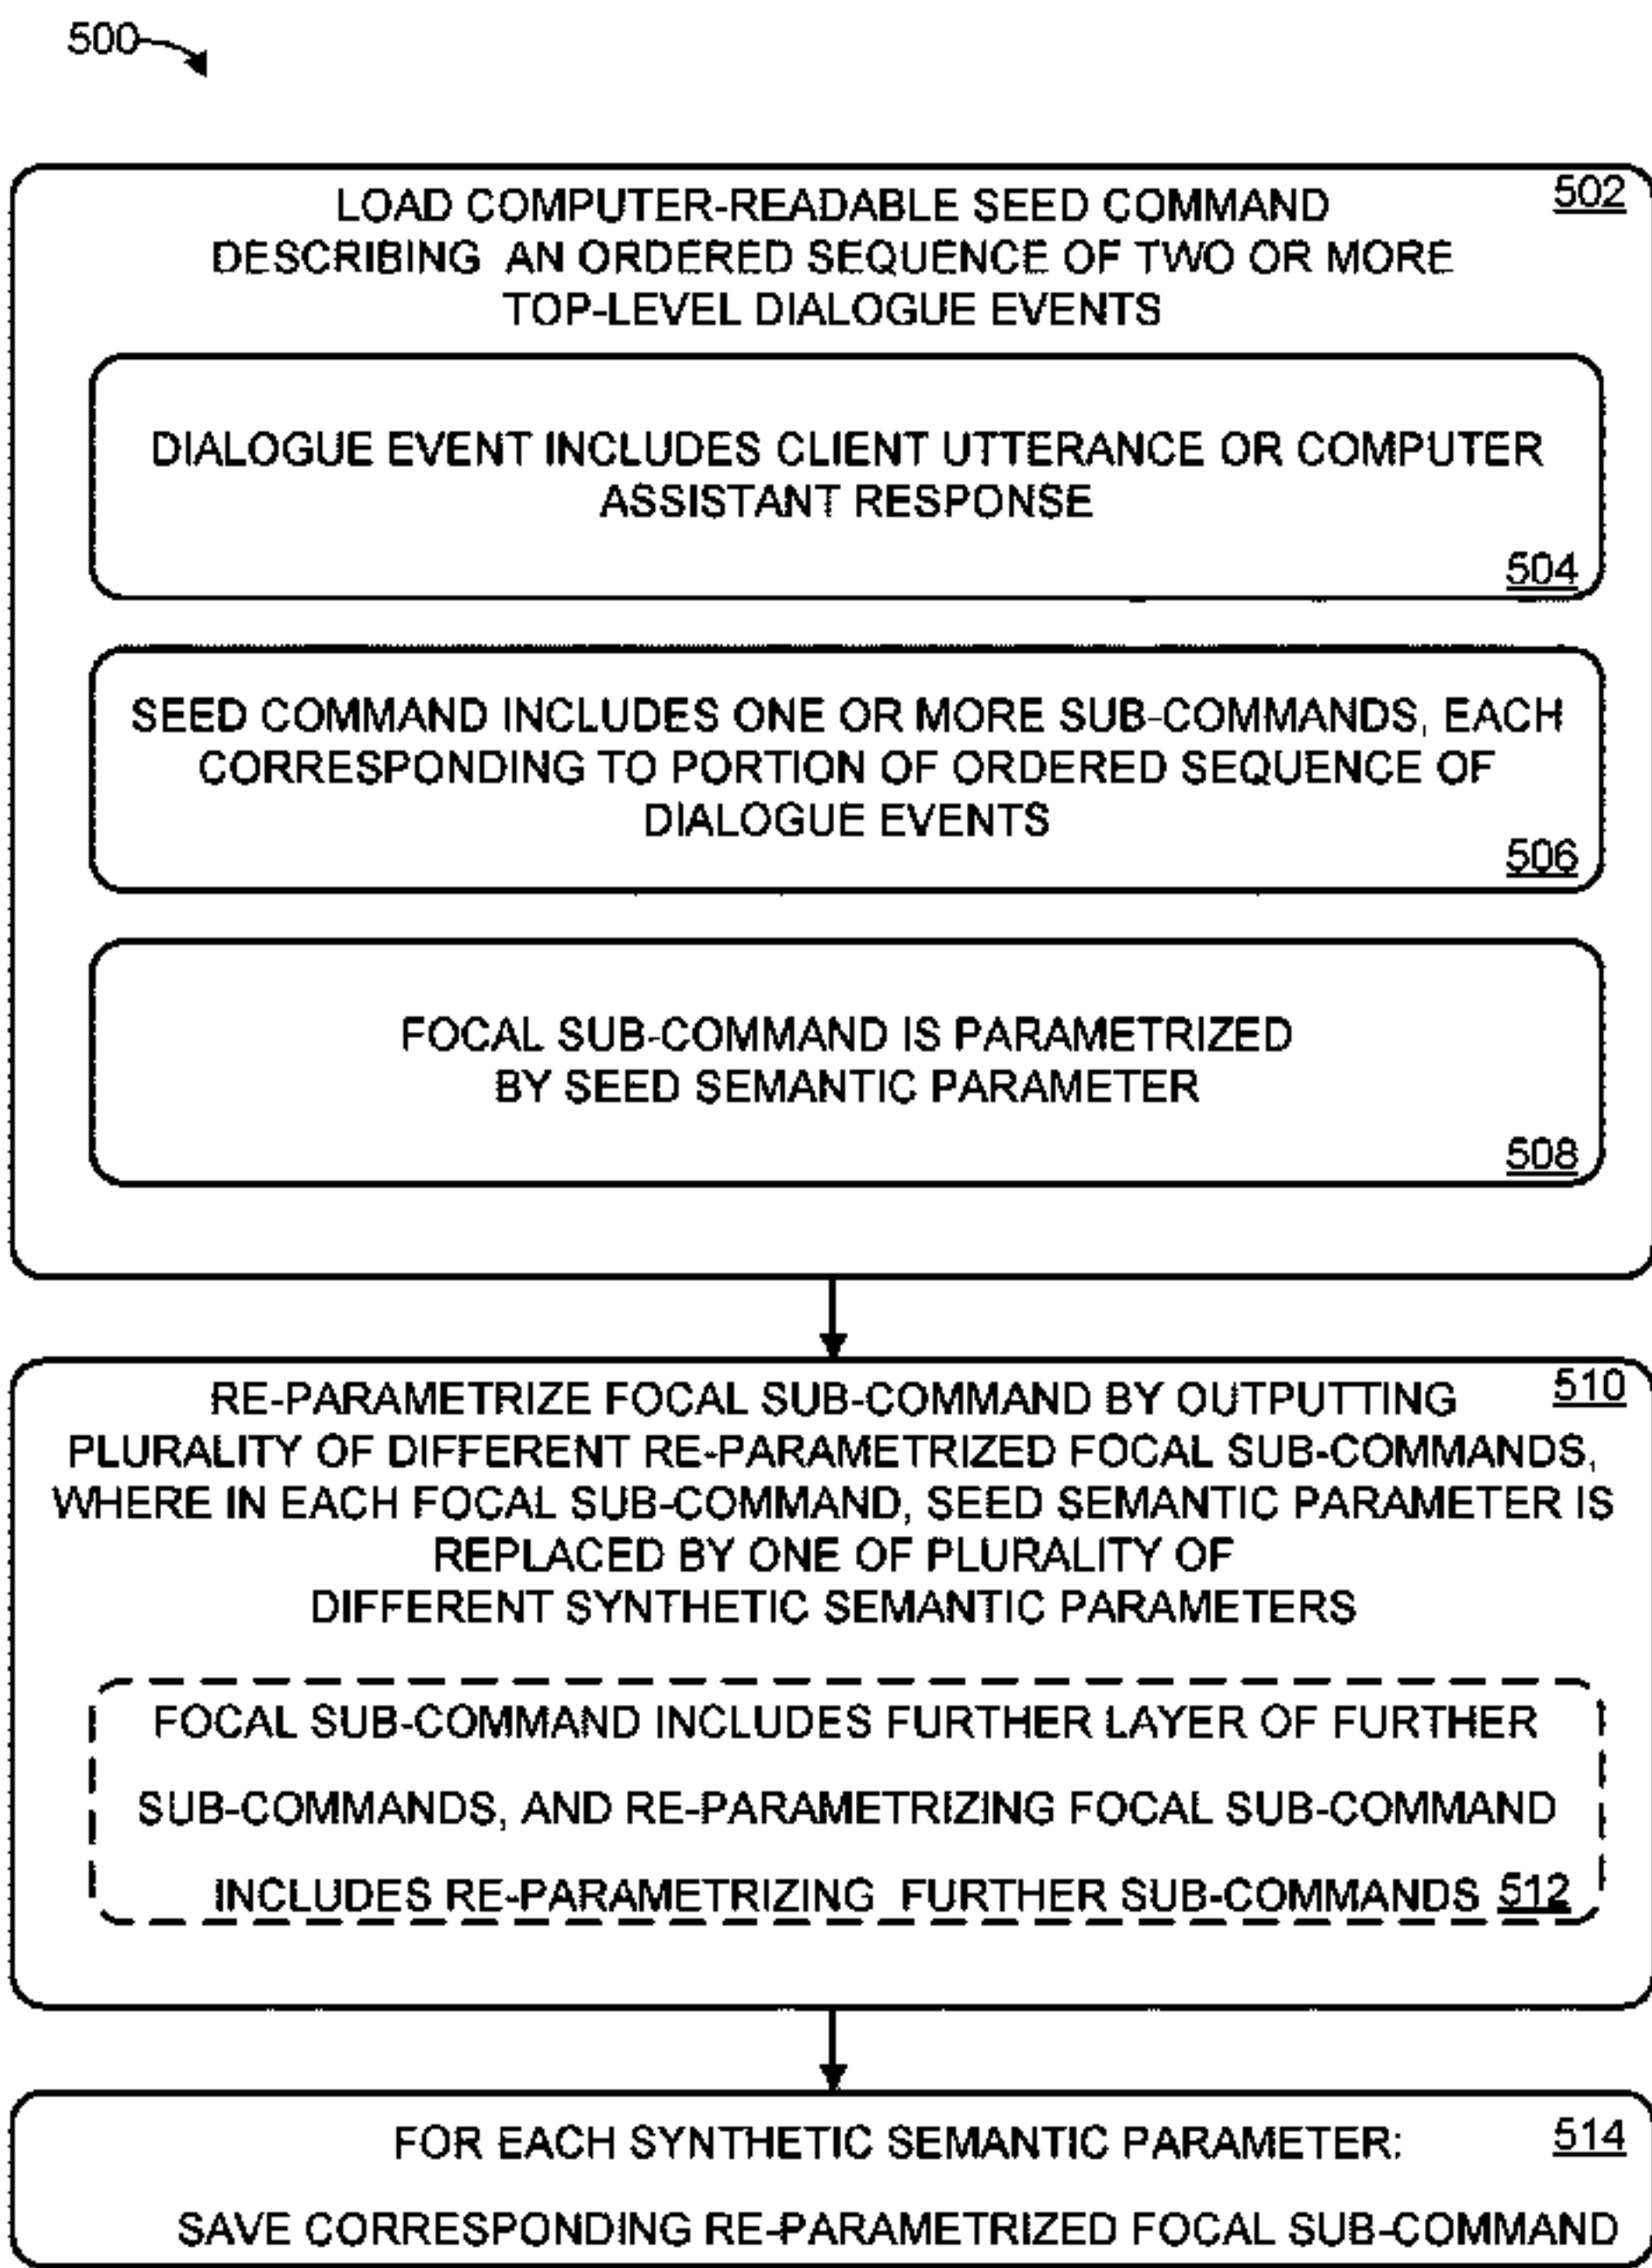 500
LOAD COMPUTER-READABLE SEED COMMAND 502
DESCRIBING AN ORDERED SEQUENCE OF TWO OR MORE
TOP-LEVEL DIALOGUE EVENTS
DIALOGUE EVENT INCLUDES CLIENT UTTERANCE OR COMPUTER
ASSISTANT RESPONSE
504
SEED COMMAND INCLUDES ONE OR MORE SUB-COMMANDS, EACH
CORRESPONDING TO PORTION OF ORDERED SEQUENCE OF
DIALOGUE EVENTS
506
FOCAL SUB-COMMAND IS PARAMETRIZED
BY SEED SEMANTIC PARAMETER
508
RE-PARAMETRIZE FOCAL SUB-COMMAND BY OUTPUTTING 510
PLURALITY OF DIFFERENT RE-PARAMETRIZED FOCAL SUB-COMMANDS,
WHERE IN EACH FOCAL SUB-COMMAND, SEED SEMANTIC PARAMETER IS
REPLACED BY ONE OF PLURALITY OF
DIFFERENT SYNTHETIC SEMANTIC PARAMETERS
FOCAL SUB-COMMAND INCLUDES FURTHER LAYER OF FURTHER
SUB-COMMANDS, AND RE-PARAMETRIZING FOCAL SUB-COMMAND
INCLUDES RE-PARAMETRIZING FURTHER SUB-COMMANDS 512
FOR EACH SYNTHETIC SEMANTIC PARAMETER: 514
SAVE CORRESPONDING RE-PARAMETRIZED FOCAL SUB-COMMAND